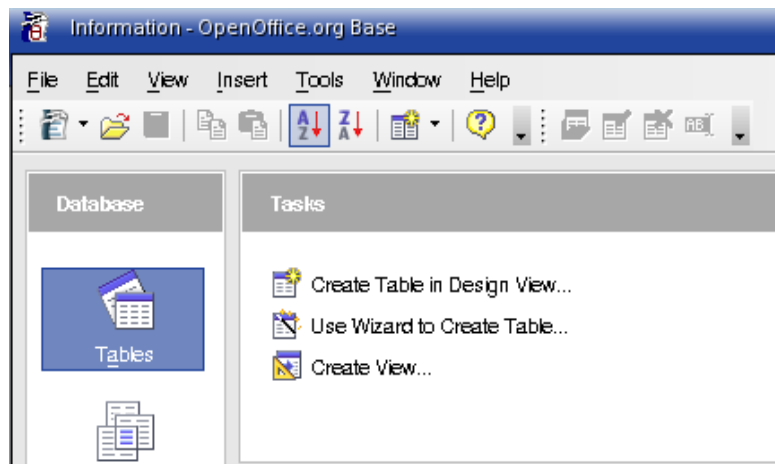 Information - OpenOffice.org Base
File Edit View Insert Tools Window Help
Database
Tasks
Create Table in Design View...
Use Wizard to Create Table...
Create View...
Tables